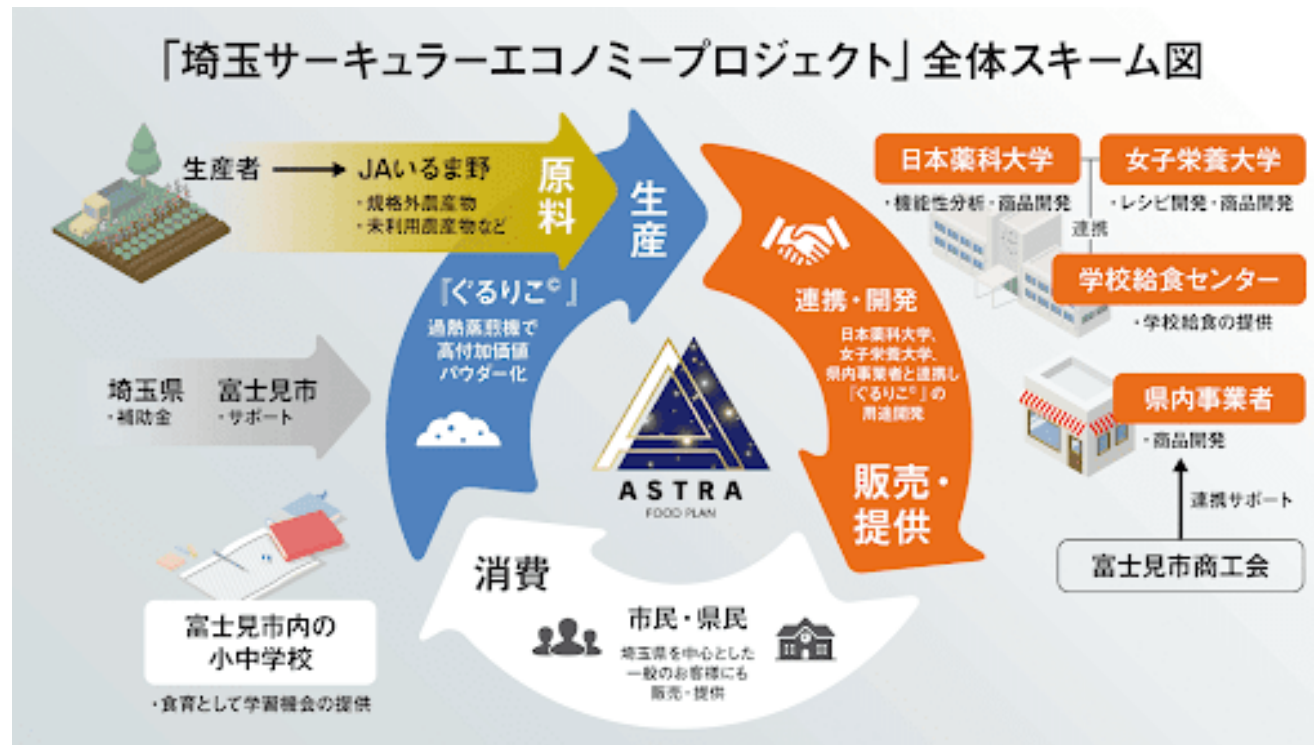 「埼玉サーキュラーエコノミープロジェクト」全体スキーム図
生産者
JAいるま野
・規格外農産物
・未利用農産物など
原料
生産
『ぐるりこ©』
過熱蒸煎機で
高付加価値
パウダー化
埼玉県
・補助金
富士見市
・サポート
連携・開発
日本薬科大学、
女子栄養大学、
県内事業者と連携し
『ぐるりこ©』の
用途開発
販売・
提供
日本薬科大学
・機能性分析・商品開発
女子栄養大学
・レシピ開発・商品開発
連携
学校給食センター
・学校給食の提供
県内事業者
・商品開発
連携サポート
富士見市商工会
ASTRA
FOOD PLAN
消費
市民・県民
埼玉県を中心とした
一般のお客様にも
販売・提供
富士見市内の
小中学校
・食育として学習機会の提供